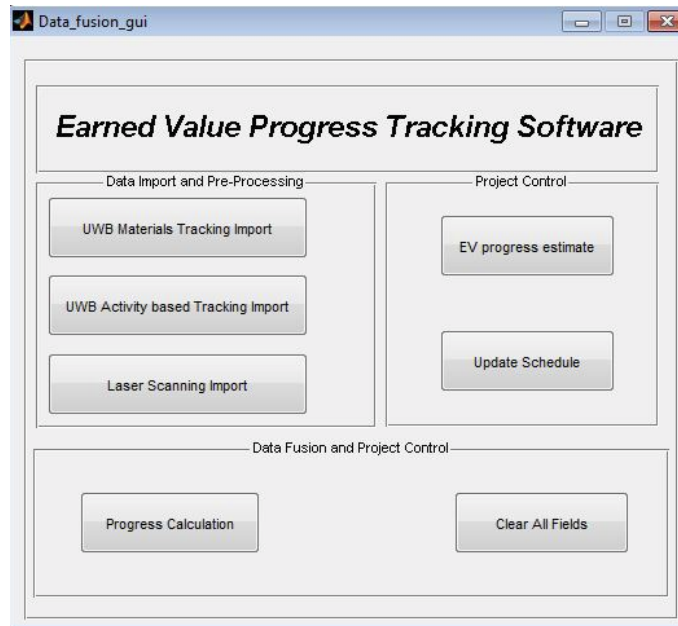 Data_fusion_gui
Earned Value Progress Tracking Software
Data Import and Pre-Processing
UWB Materials Tracking Import
UWB Activity based Tracking Import
Laser Scanning Import
Project Control
EV progress estimate
Update Schedule
Data Fusion and Project Control
Progress Calculation
Clear All Fields